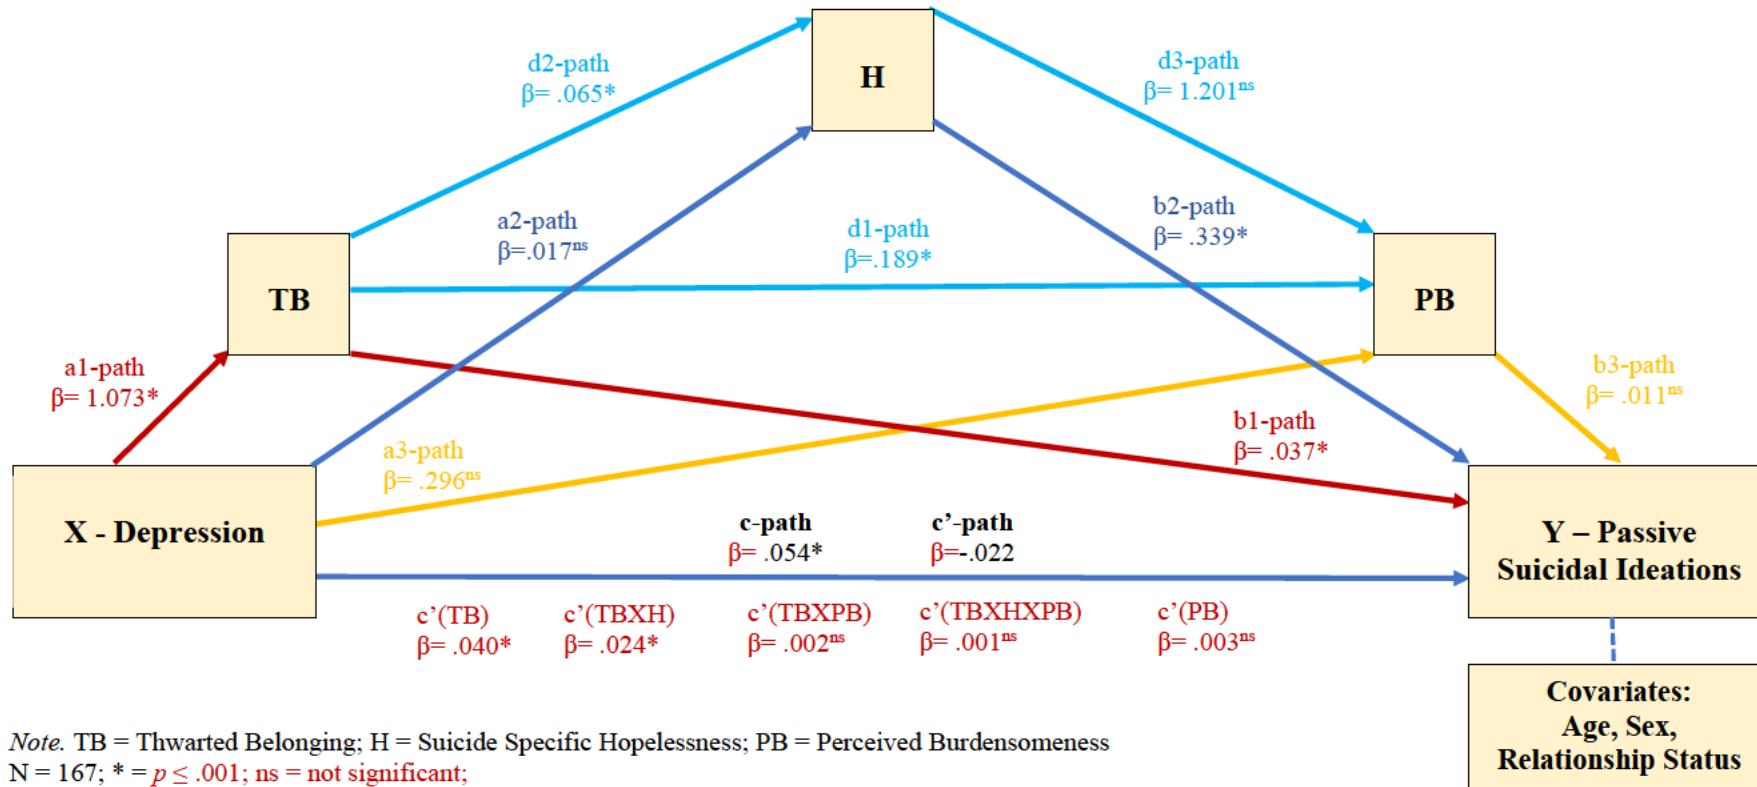 H
d2-path
β= .065*
d3-path
β= 1.201ns
a2-path
β=.017ns
d1-path
β=.189*
b2-path
β= .339*
TB
PB
a1-path
β= 1.073*
b3-path
β= .011ns
b1-path
β= .037*
a3-path
β= .296ns
X - Depression
c-path
β= .054*
c’-path
β=-.022
Y – Passive
Suicidal Ideations
c’(TB)
β= .040*
c’(TBXH)
β= .024*
c’(TBXPB)
β= .002ns
c’(TBXHXPB)
β= .001ns
c’(PB)
β= .003ns
Covariates:
Age, Sex,
Relationship Status
Note. TB = Thwarted Belonging; H = Suicide Specific Hopelessness; PB = Perceived Burdensomeness
N = 167; * = p ≤ .001; ns = not significant;